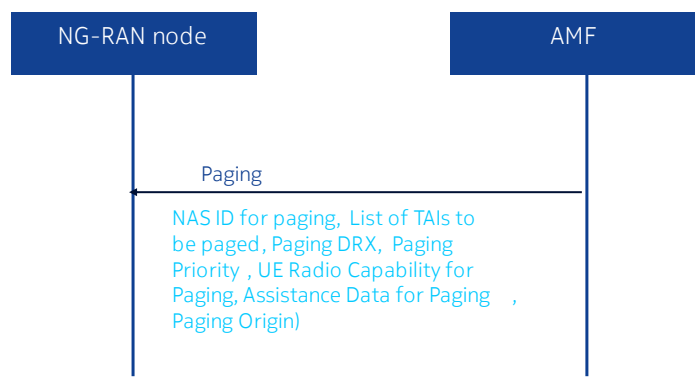 NG-RAN node
AMF
Paging
NAS ID for paging, List of TAIs to
be paged, Paging DRX, Paging
Priority , UE Radio Capability for
Paging, Assistance Data for Paging ,
Paging Origin)